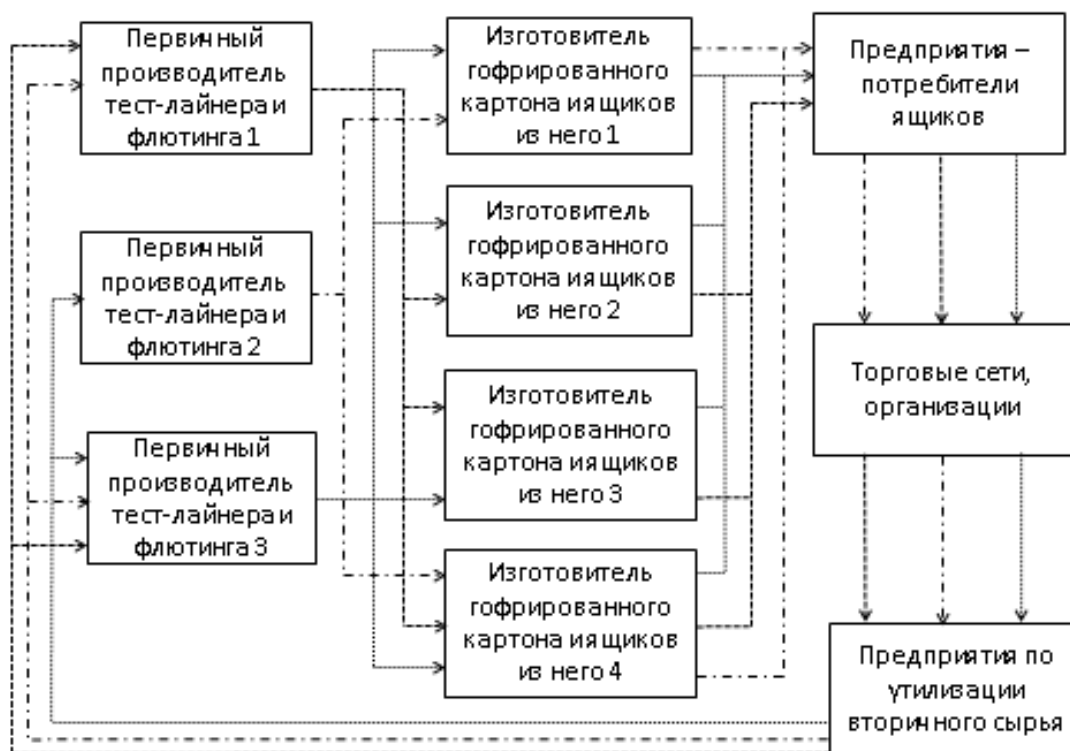 Первичный
производитель
тест-лайнера и
флютинга 1
Первичный
производитель
тест-лайнера и
флютинга 2
Первичный
производитель
тест-лайнера и
флютинга 3
Изготовитель
гофрированного
картона и ящиков
из него 1
Изготовитель
гофрированного
картона и ящиков
из него 2
Изготовитель
гофрированного
картона и ящиков
из него 3
Изготовитель
гофрированного
картона и ящиков
из него 4
Предприятия –
потребители
ящиков
Торговые сети,
организации
Предприятия по
утилизации
вторичного сырья